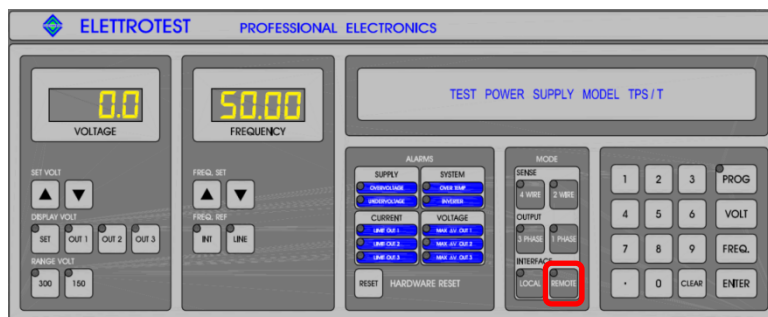 ELETTROTEST PROFESSIONAL ELECTRONICS
0.0
VOLTAGE
SET VOLT
DISPLAY VOLT
SET OUT 1 OUT 2 OUT 3
RANGE VOLT
300 150
50.00
FREQUENCY
FREQ. SET
FREQ. REF
INT LINE
TEST POWER SUPPLY MODEL TPS/T
ALARMS
SUPPLY SYSTEM
OVERVOLTAGE OVER TEMP
UNDERVOLTAGE INVERTER
CURRENT VOLTAGE
LIMIT OUT 1 MAX ΔV. OUT 1
LIMIT OUT 2 MAX ΔV. OUT 2
LIMIT OUT 3 MAX ΔV. OUT 3
RESET HARDWARE RESET
MODE
SENSE
4 WIRE 2 WIRE
OUTPUT
3 PHASE 1 PHASE
INTERFACE
LOCAL REMOTE
1 2 3 PROG
4 5 6 VOLT
7 8 9 FREQ.
. 0 CLEAR ENTER